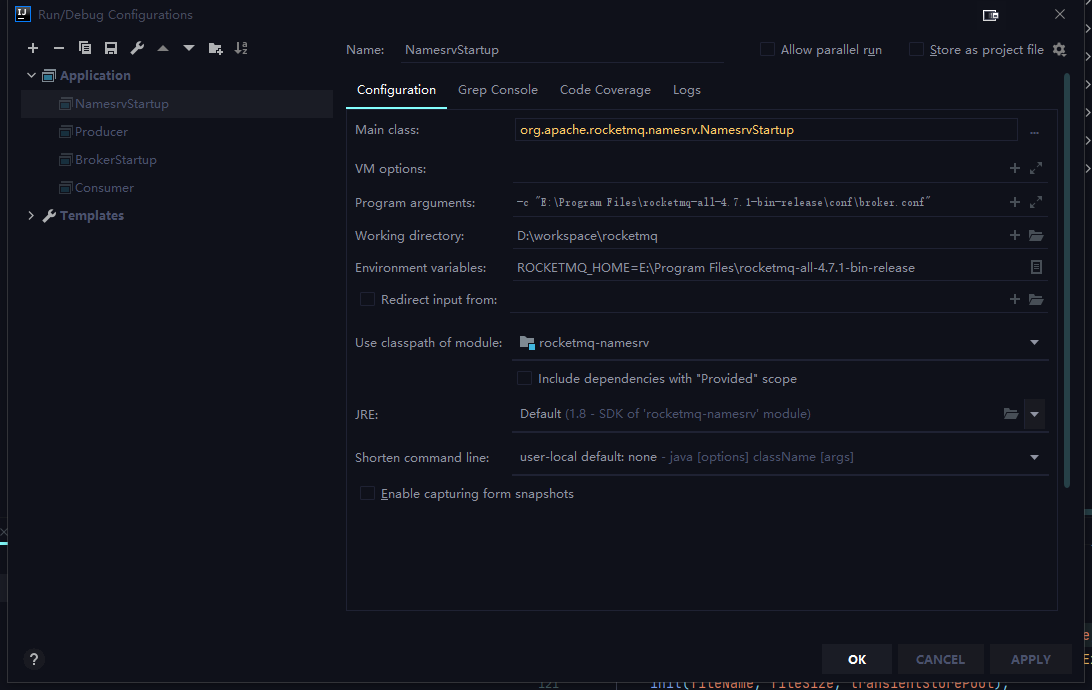 Run/Debug Configurations
Name: NamesrvStartup Allow parallel run Store as project file
Application
NamesrvStartup
Producer
BrokerStartup
Consumer
Templates
Configuration Grep Console Code Coverage Logs
Main class: org.apache.rocketmq.namesrv.NamesrvStartup ...
VM options:
Program arguments: -c "E:\Program Files\rocketmq-all-4.7.1-bin-release\conf\broker.conf"
Working directory: D:\workspace\rocketmq
Environment variables: ROCKETMQ_HOME=E:\Program Files\rocketmq-all-4.7.1-bin-release
Redirect input from:
Use classpath of module: rocketmq-namesrv
Include dependencies with "Provided" scope
JRE: Default (1.8 - SDK of 'rocketmq-namesrv' module)
Shorten command line: user-local default: none - java [options] className [args]
Enable capturing form snapshots
? OK CANCEL APPLY
121 init(fileName, fileSize, transientStorePool);